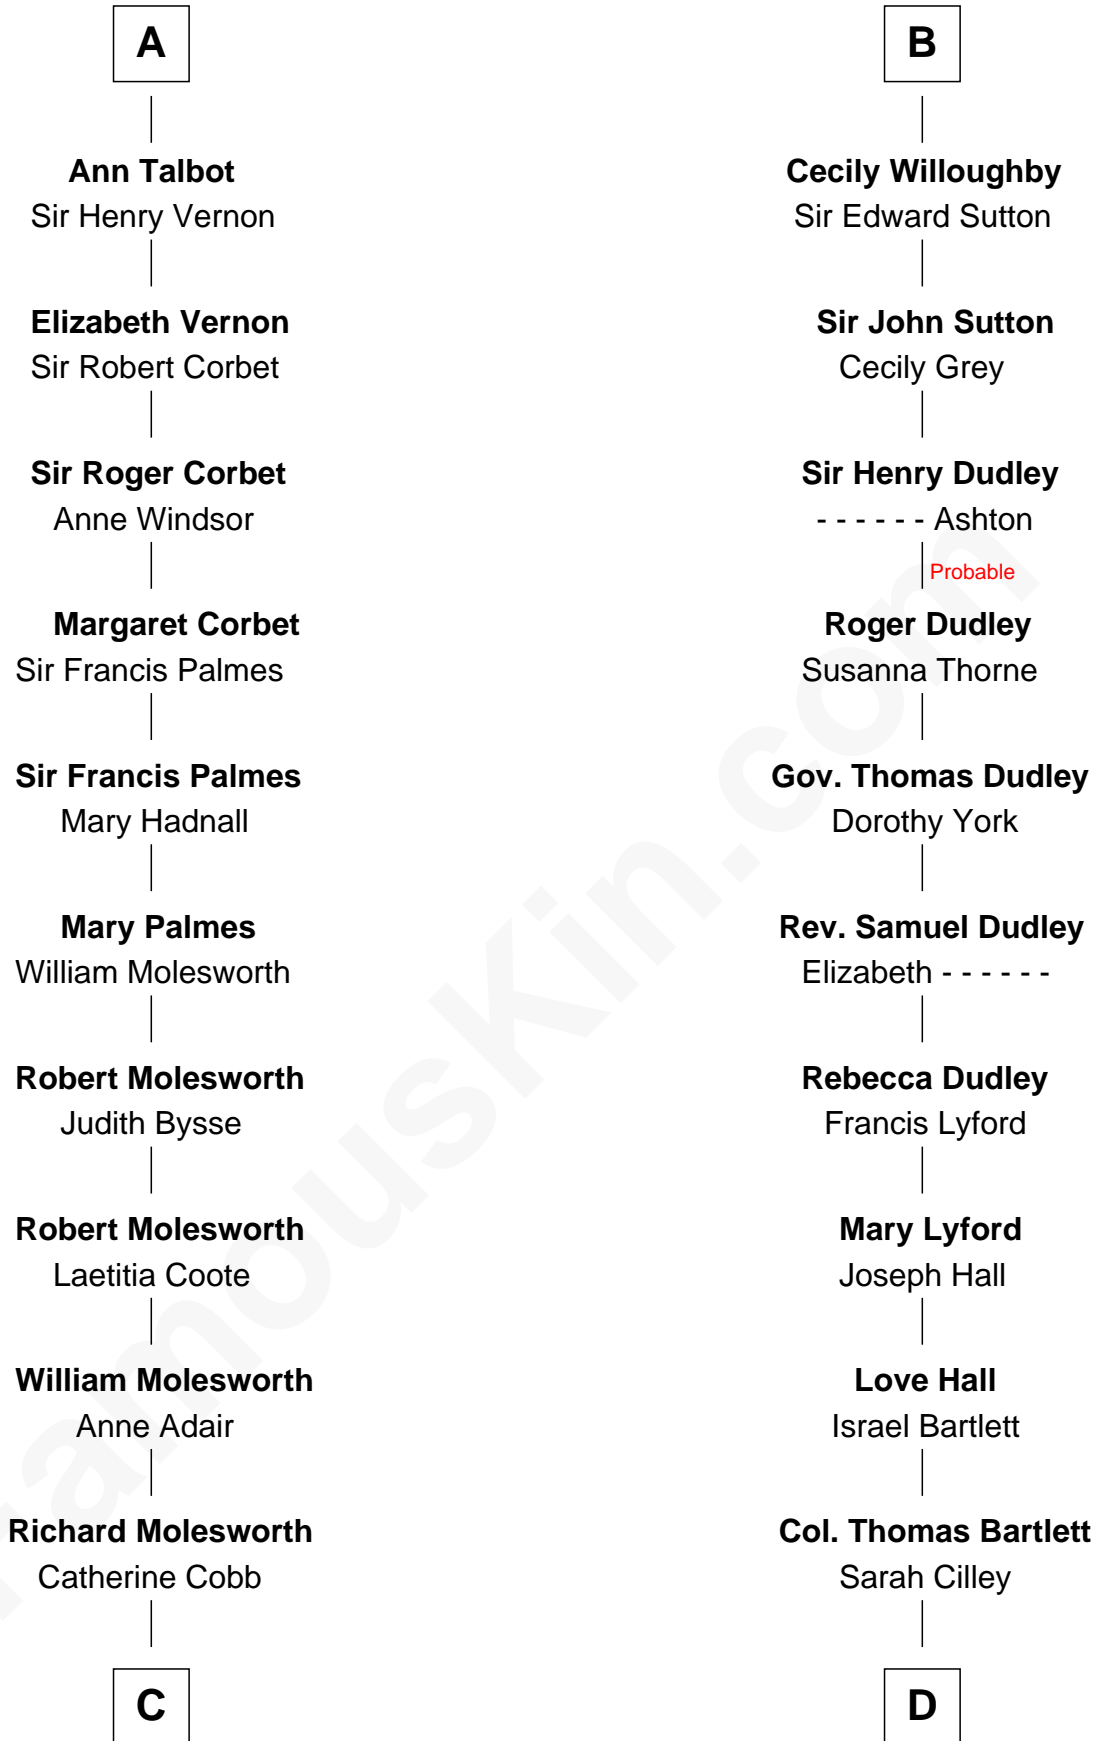 A
Ann Talbot
Sir Henry Vernon
Elizabeth Vernon
Sir Robert Corbet
Sir Roger Corbet
Anne Windsor
Margaret Corbet
Sir Francis Palmes
Sir Francis Palmes
Mary Hadnall
Mary Palmes
William Molesworth
Robert Molesworth
Judith Bysse
Robert Molesworth
Laetitia Coote
William Molesworth
Anne Adair
Richard Molesworth
Catherine Cobb
C
B
Cecily Willoughby
Sir Edward Sutton
Sir John Sutton
Cecily Grey
Sir Henry Dudley
- - - - - - Ashton
Probable
Roger Dudley
Susanna Thorne
Gov. Thomas Dudley
Dorothy York
Rev. Samuel Dudley
Elizabeth - - - - - -
Rebecca Dudley
Francis Lyford
Mary Lyford
Joseph Hall
Love Hall
Israel Bartlett
Col. Thomas Bartlett
Sarah Cilley
D
FamousKin.com